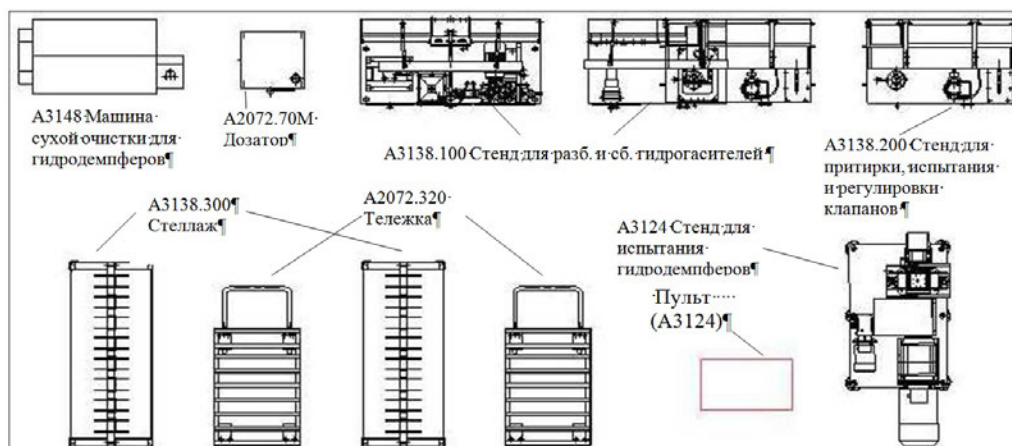 А3148 Машина
сухой очистки для
гидродемпферов¶
А2072.70М
Дозатор¶
А3138.100 Стенд для разб. и сб. гидрогасителей¶
А3138.200 Стенд для
притирки, испытания
и регулировки
клапанов¶
А3138.300¶
Стеллаж¶
А2072.320
Тележка¶
А3124 Стенд для
испытания
гидродемпферов¶
Пульт
(А3124)¶